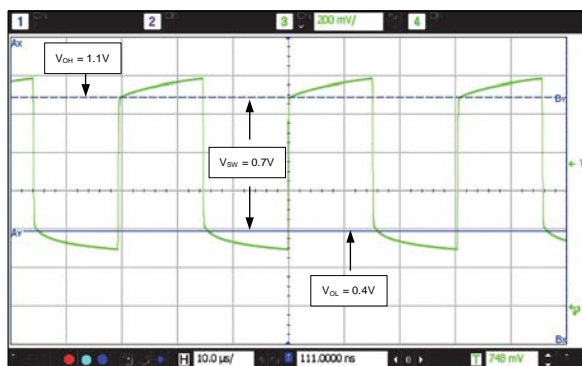 1 2 3 200 mV/ 4
AX
VOH = 1.1V
BY
VSW = 0.7V
T
AY
VOL = 0.4V
BX
H 10.0 µs/ 111.0000 ns 0 T 748 mV